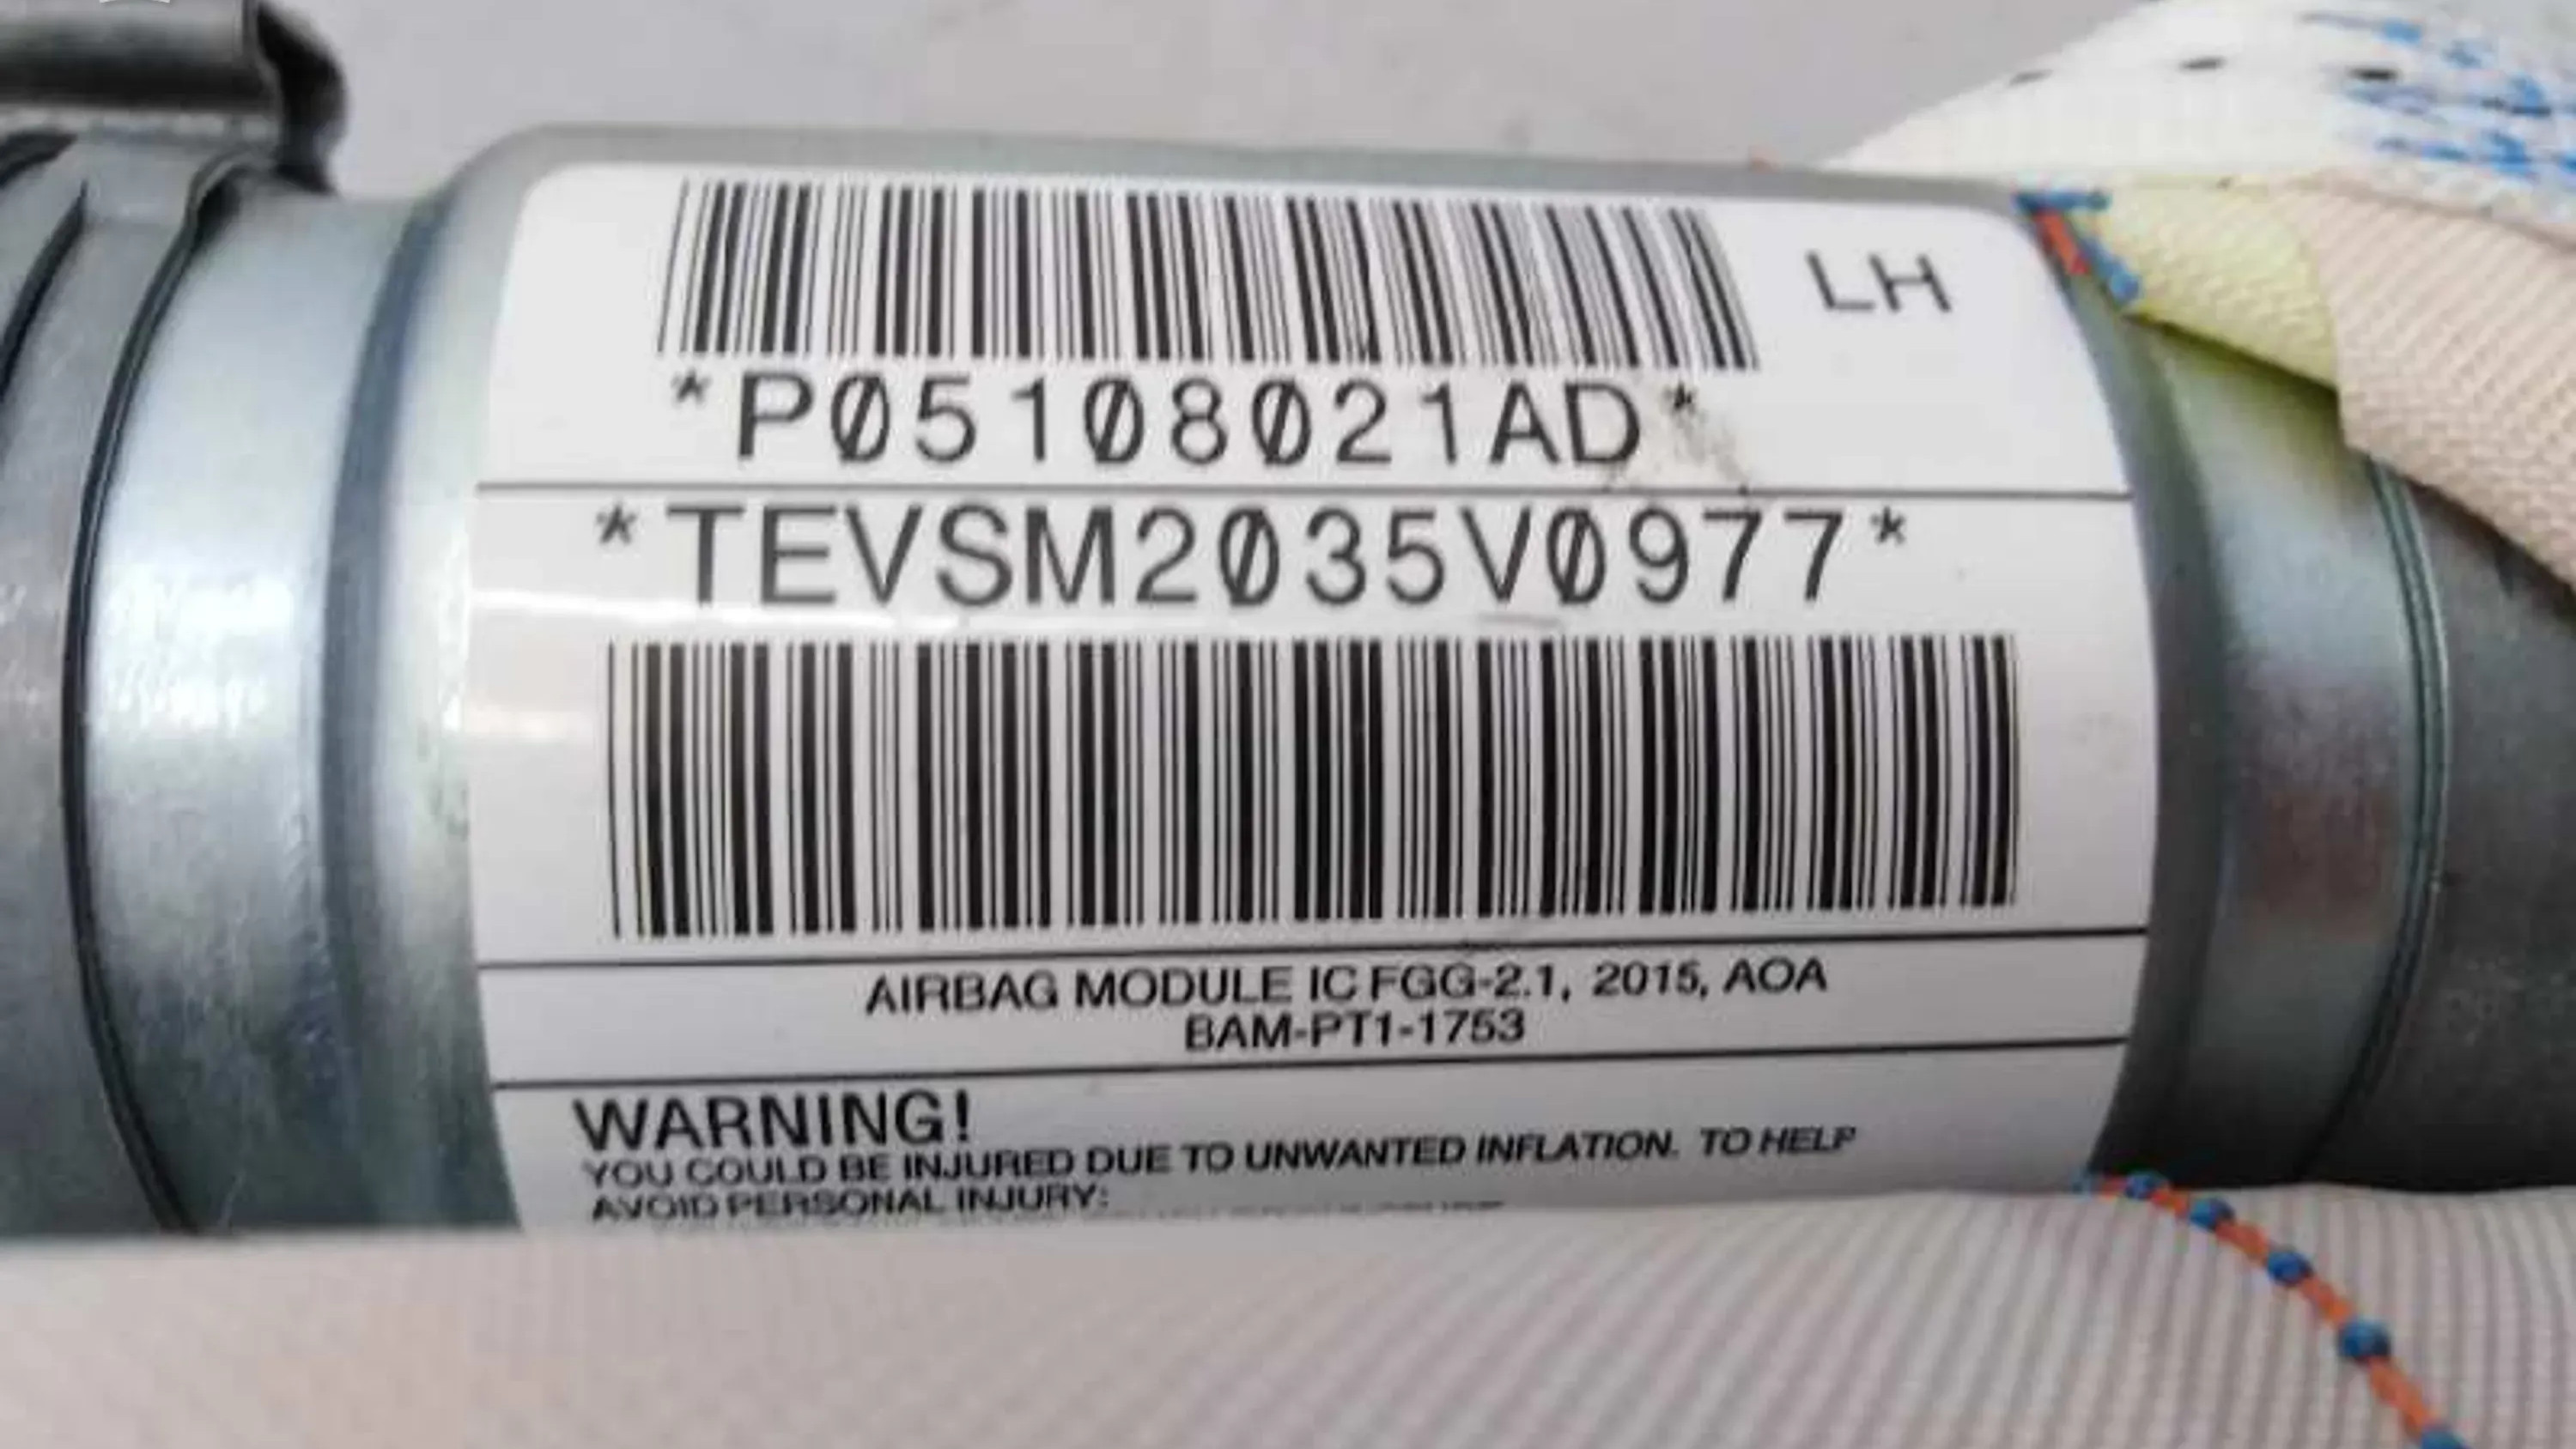 LH
*P05108021AD*
*TEVSM2035V0977*
AIRBAG MODULE IC FGG-2.1, 2015, AOA
BAM-PT1-1753
WARNING!
YOU COULD BE INJURED DUE TO UNWANTED INFLATION. TO HELP
AVOID PERSONAL INJURY: